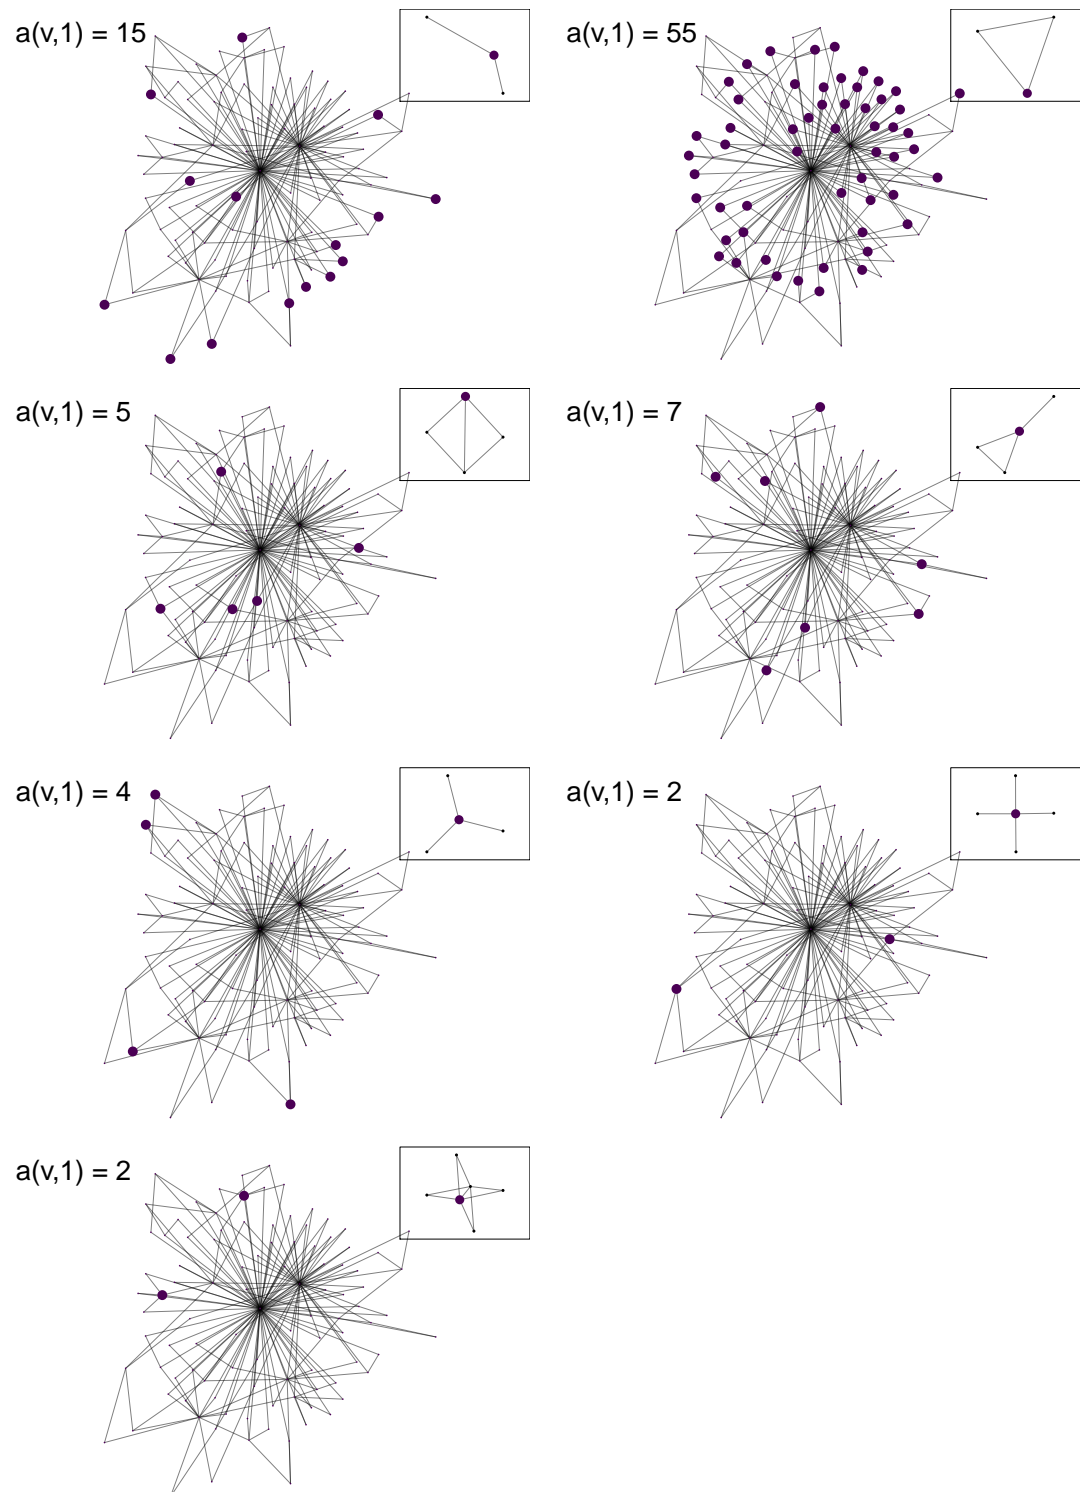 a(v,1) = 15
a(v,1) = 55
a(v,1) = 5
a(v,1) = 7
a(v,1) = 4
a(v,1) = 2
a(v,1) = 2